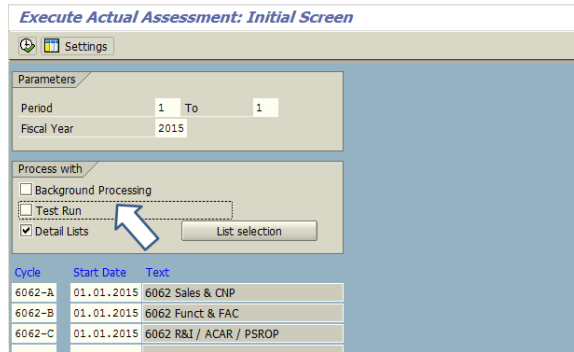 Execute Actual Assessment: Initial Screen
Settings
Parameters
Period 1 To 1
Fiscal Year 2015
Process with
Background Processing
Test Run
Detail Lists List selection
Cycle Start Date Text
6062-A 01.01.2015 6062 Sales & CNP
6062-B 01.01.2015 6062 Funct & FAC
6062-C 01.01.2015 6062 R&I / ACAR / PSROP